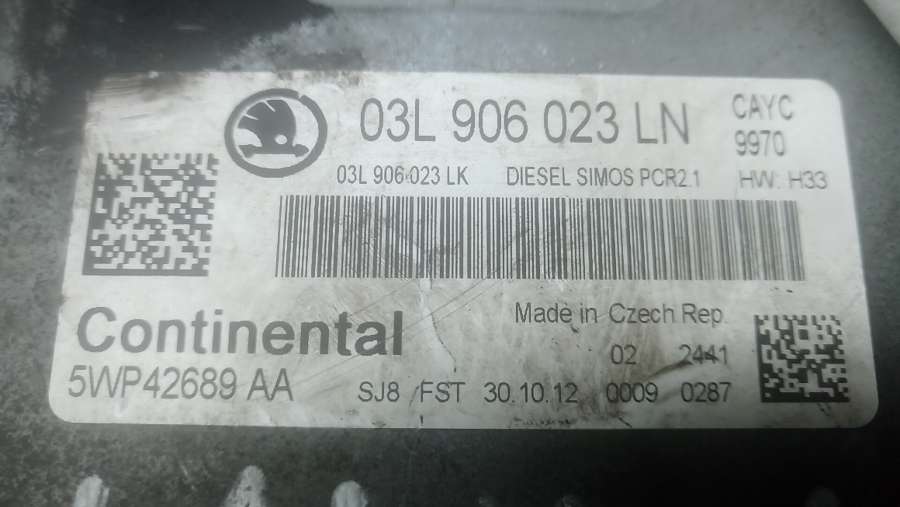 03L 906 023 LN CAYC
9970
03L 906 023 LK DIESEL SIMOS PCR2.1 HW: H33
Continental Made in Czech Rep
02 2441
5WP42689 AA SJ8 FST 30.10.12 0009 0287